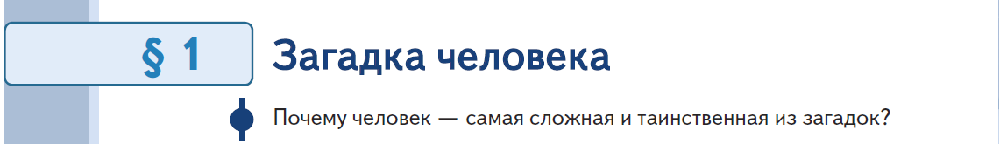 § 1 Загадка человека
Почему человек — самая сложная и таинственная из загадок?